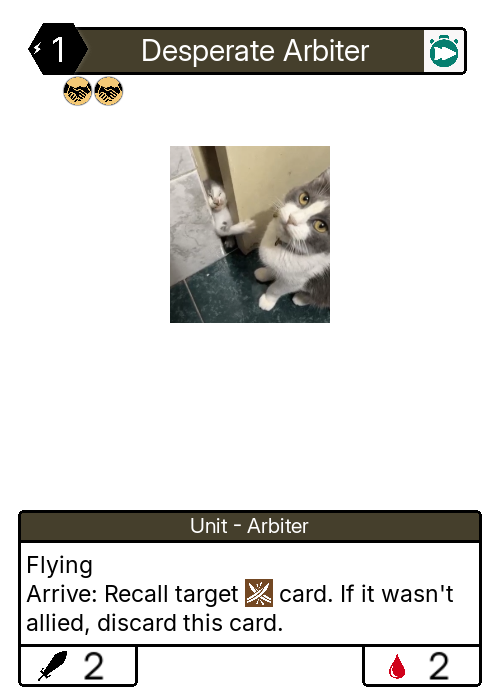 1
Desperate Arbiter
Unit - Arbiter
Flying
Arrive: Recall target card. If it wasn't
allied, discard this card.
2
2